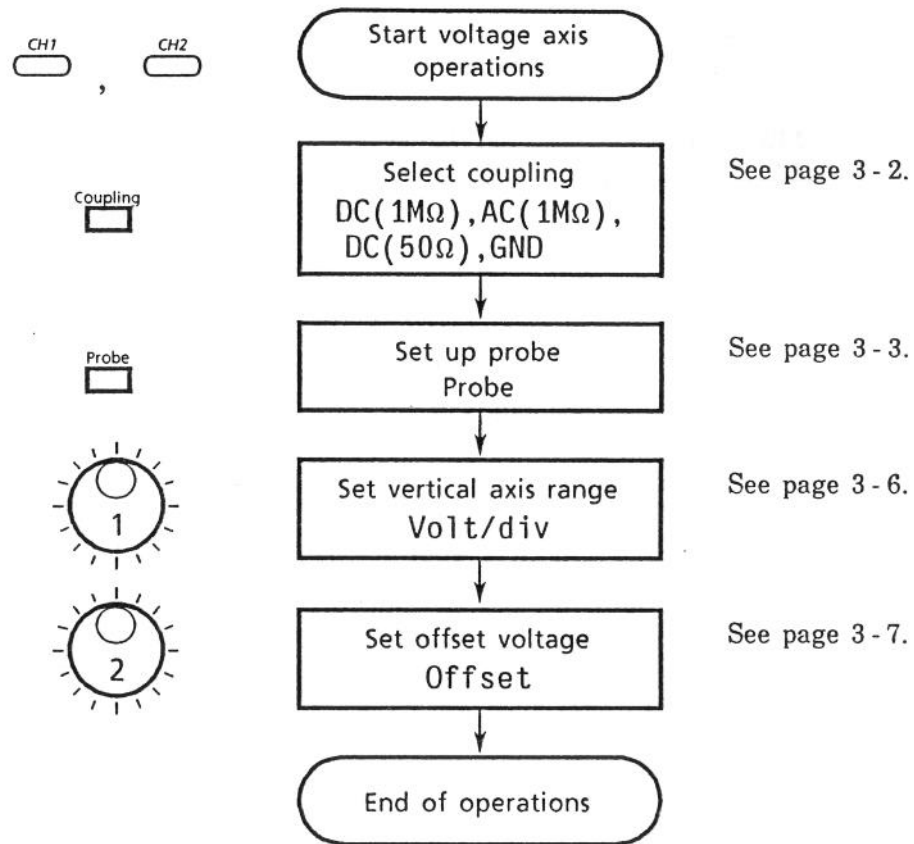 CH1 , CH2
Start voltage axis
operations
Coupling
Select coupling
DC(1MΩ),AC(1MΩ),
DC(50Ω),GND
See page 3 - 2.
Probe
Set up probe
Probe
See page 3 - 3.
1
Set vertical axis range
Volt/div
See page 3 - 6.
2
Set offset voltage
Offset
See page 3 - 7.
End of operations